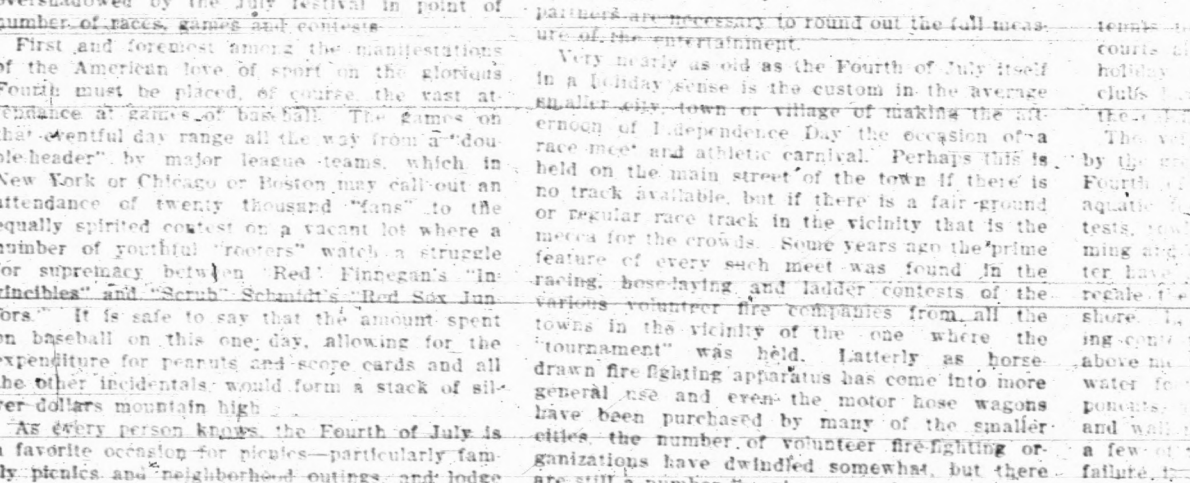 overshadowed by the July festival in point of
number of races, games and contests
First and foremost among the manifestations
of the American love of sport on the glorious
Fourth must be placed, of course, the vast at-
tendance at games of baseball. The games on
that eventful day range all the way from a "dou-
ble-header" by major league teams, which in
New York or Chicago or Boston may call out an
attendance of twenty thousand "fans" to the
equally spirited contest on a vacant lot where a
number of youthful "rooters" watch a struggle
for supremacy between "Red" Finnegan's "In-
vincibles" and "Scrub" Schmidt's "Red Sox Jun-
iors." It is safe to say that the amount spent
on baseball on this one day, allowing for the
expenditure for peanuts and score cards and all
the other incidentals, would form a stack of sil-
ver dollars mountain high
As every person knows, the Fourth of July is
a favorite occasion for picnics—particularly fam-
ily picnics and neighborhood outings and lodge
partners are necessary to round out the full meas-
ure of the entertainment.
Very nearly as old as the Fourth of July itself
in a holiday sense is the custom in the average
smaller city, town or village of making the aft-
ernoon of Independence Day the occasion of a
race meet and athletic carnival. Perhaps this is
held on the main street of the town if there is
no track available, but if there is a fair ground
or regular race track in the vicinity that is the
mecca for the crowds. Some years ago the prime
feature of every such meet was found in the
racing, hose-laying and ladder contests of the
various volunteer fire companies from all the
towns in the vicinity of the one where the
"tournament" was held. Latterly as horse-
drawn fire fighting apparatus has come into more
general use and even the motor hose wagons
have been purchased by many of the smaller
cities, the number of volunteer fire-fighting or-
ganizations have dwindled somewhat, but there
are still a number
tennis
courts
holiday
clubs
the
The
by the
Fourth
aquatic
tests,
ming
ter have
regale the
shore.
ing
above
water
ponents.
and
a few
failure,